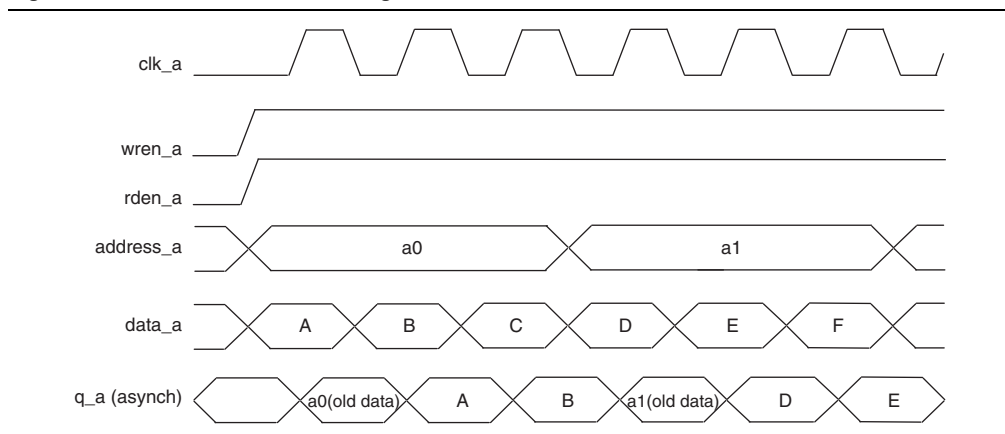 clk_a
wren_a
rden_a
address_a a0 a1
data_a A B C D E F
q_a (asynch) a0(old data) A B a1(old data) D E